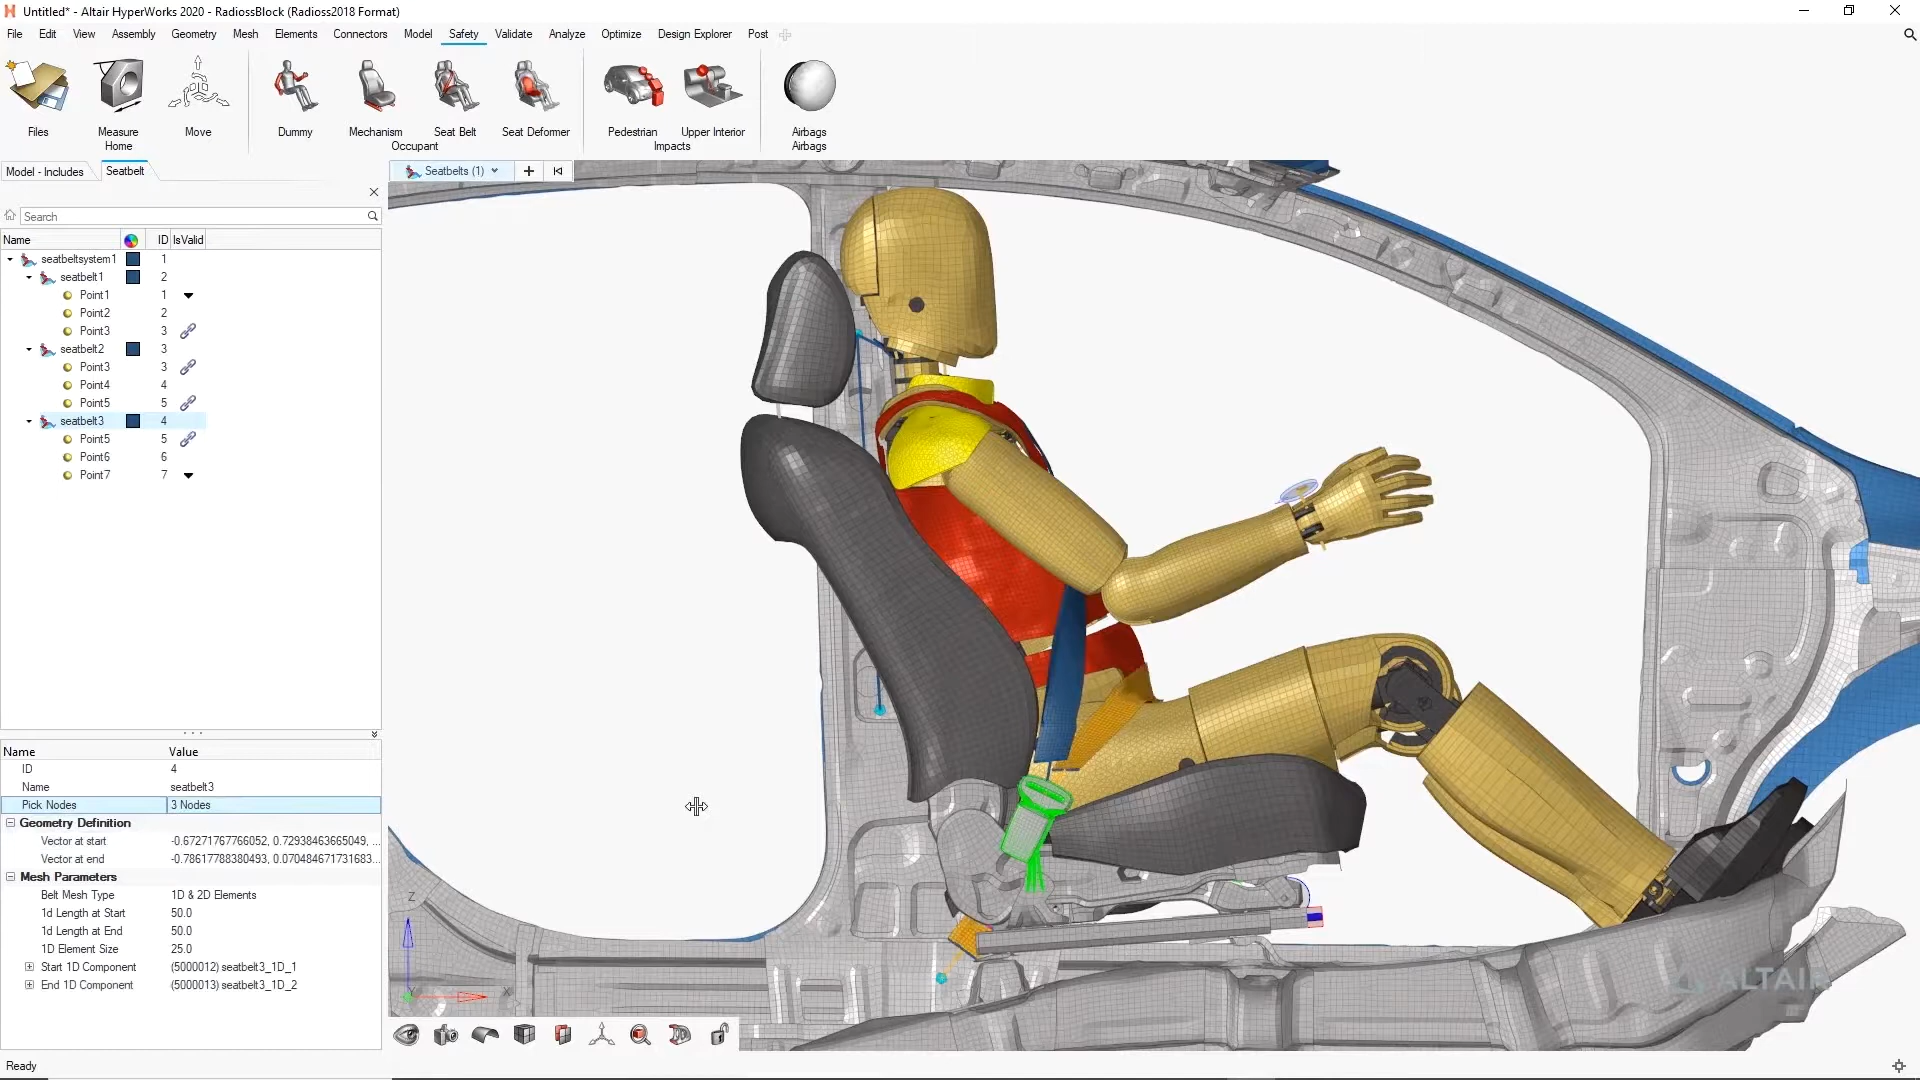 Untitled* - Altair HyperWorks 2020 - RadiossBlock (Radioss2018 Format)
File Edit View Assembly Geometry Mesh Elements Connectors Model Safety Validate Analyze Optimize Design Explorer Post
Files Measure Move Dummy Mechanism Seat Belt Seat Deformer Pedestrian Upper Interior Airbags
Home Occupant Impacts Airbags
Model - Includes Seatbelt Seatbelts (1)
Search
Name ID IsValid
seatbeltsystem1 1
seatbelt1 2
Point1 1
Point2 2
Point3 3
seatbelt2 3
Point3 3
Point4 4
Point5 5
seatbelt3 4
Point5 5
Point6 6
Point7 7
Name Value
ID 4
Name seatbelt3
Pick Nodes 3 Nodes
Geometry Definition
Vector at start -0.67271767766052, 0.72938463665049, ...
Vector at end -0.78617788380493, 0.070484671731683...
Mesh Parameters
Belt Mesh Type 1D & 2D Elements
1d Length at Start 50.0
1d Length at End 50.0
1D Element Size 25.0
Start 1D Component (5000012) seatbelt3_1D_1
End 1D Component (5000013) seatbelt3_1D_2
Z
X
ALTAIR
Ready